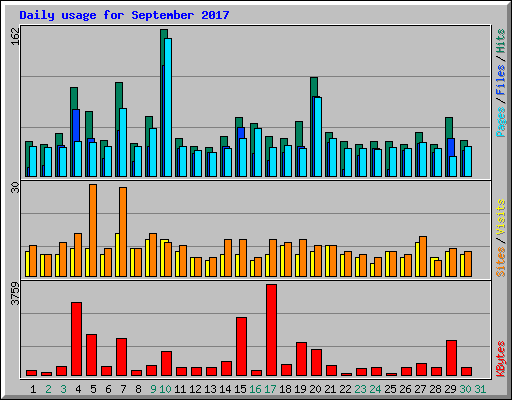 Daily usage for September 2017
162
Pages / Files / Hits
30
Sites / Visits
3759
KBytes
1 2 3 4 5 6 7 8 9 10 11 12 13 14 15 16 17 18 19 20 21 22 23 24 25 26 27 28 29 30 31